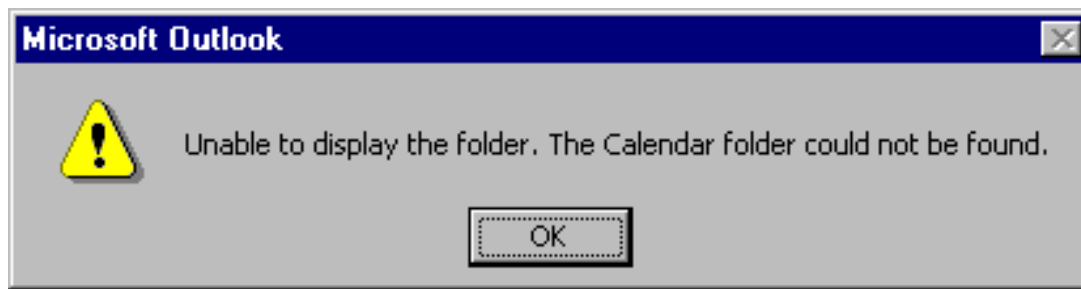 Microsoft Outlook
Unable to display the folder. The Calendar folder could not be found.
OK